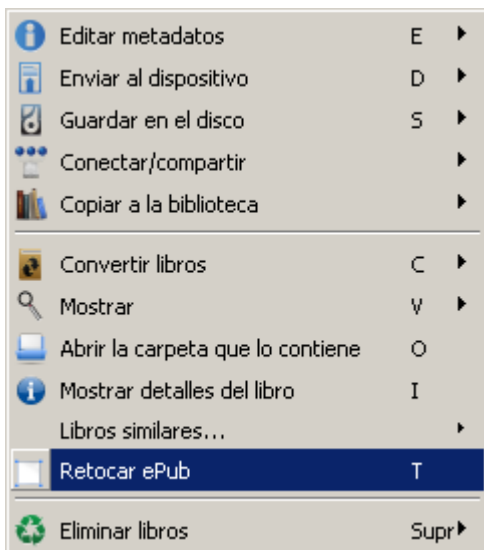 Editar metadatos E
Enviar al dispositivo D
Guardar en el disco S
Conectar/compartir
Copiar a la biblioteca
Convertir libros C
Mostrar V
Abrir la carpeta que lo contiene O
Mostrar detalles del libro I
Libros similares...
Retocar ePub T
Eliminar libros Supr